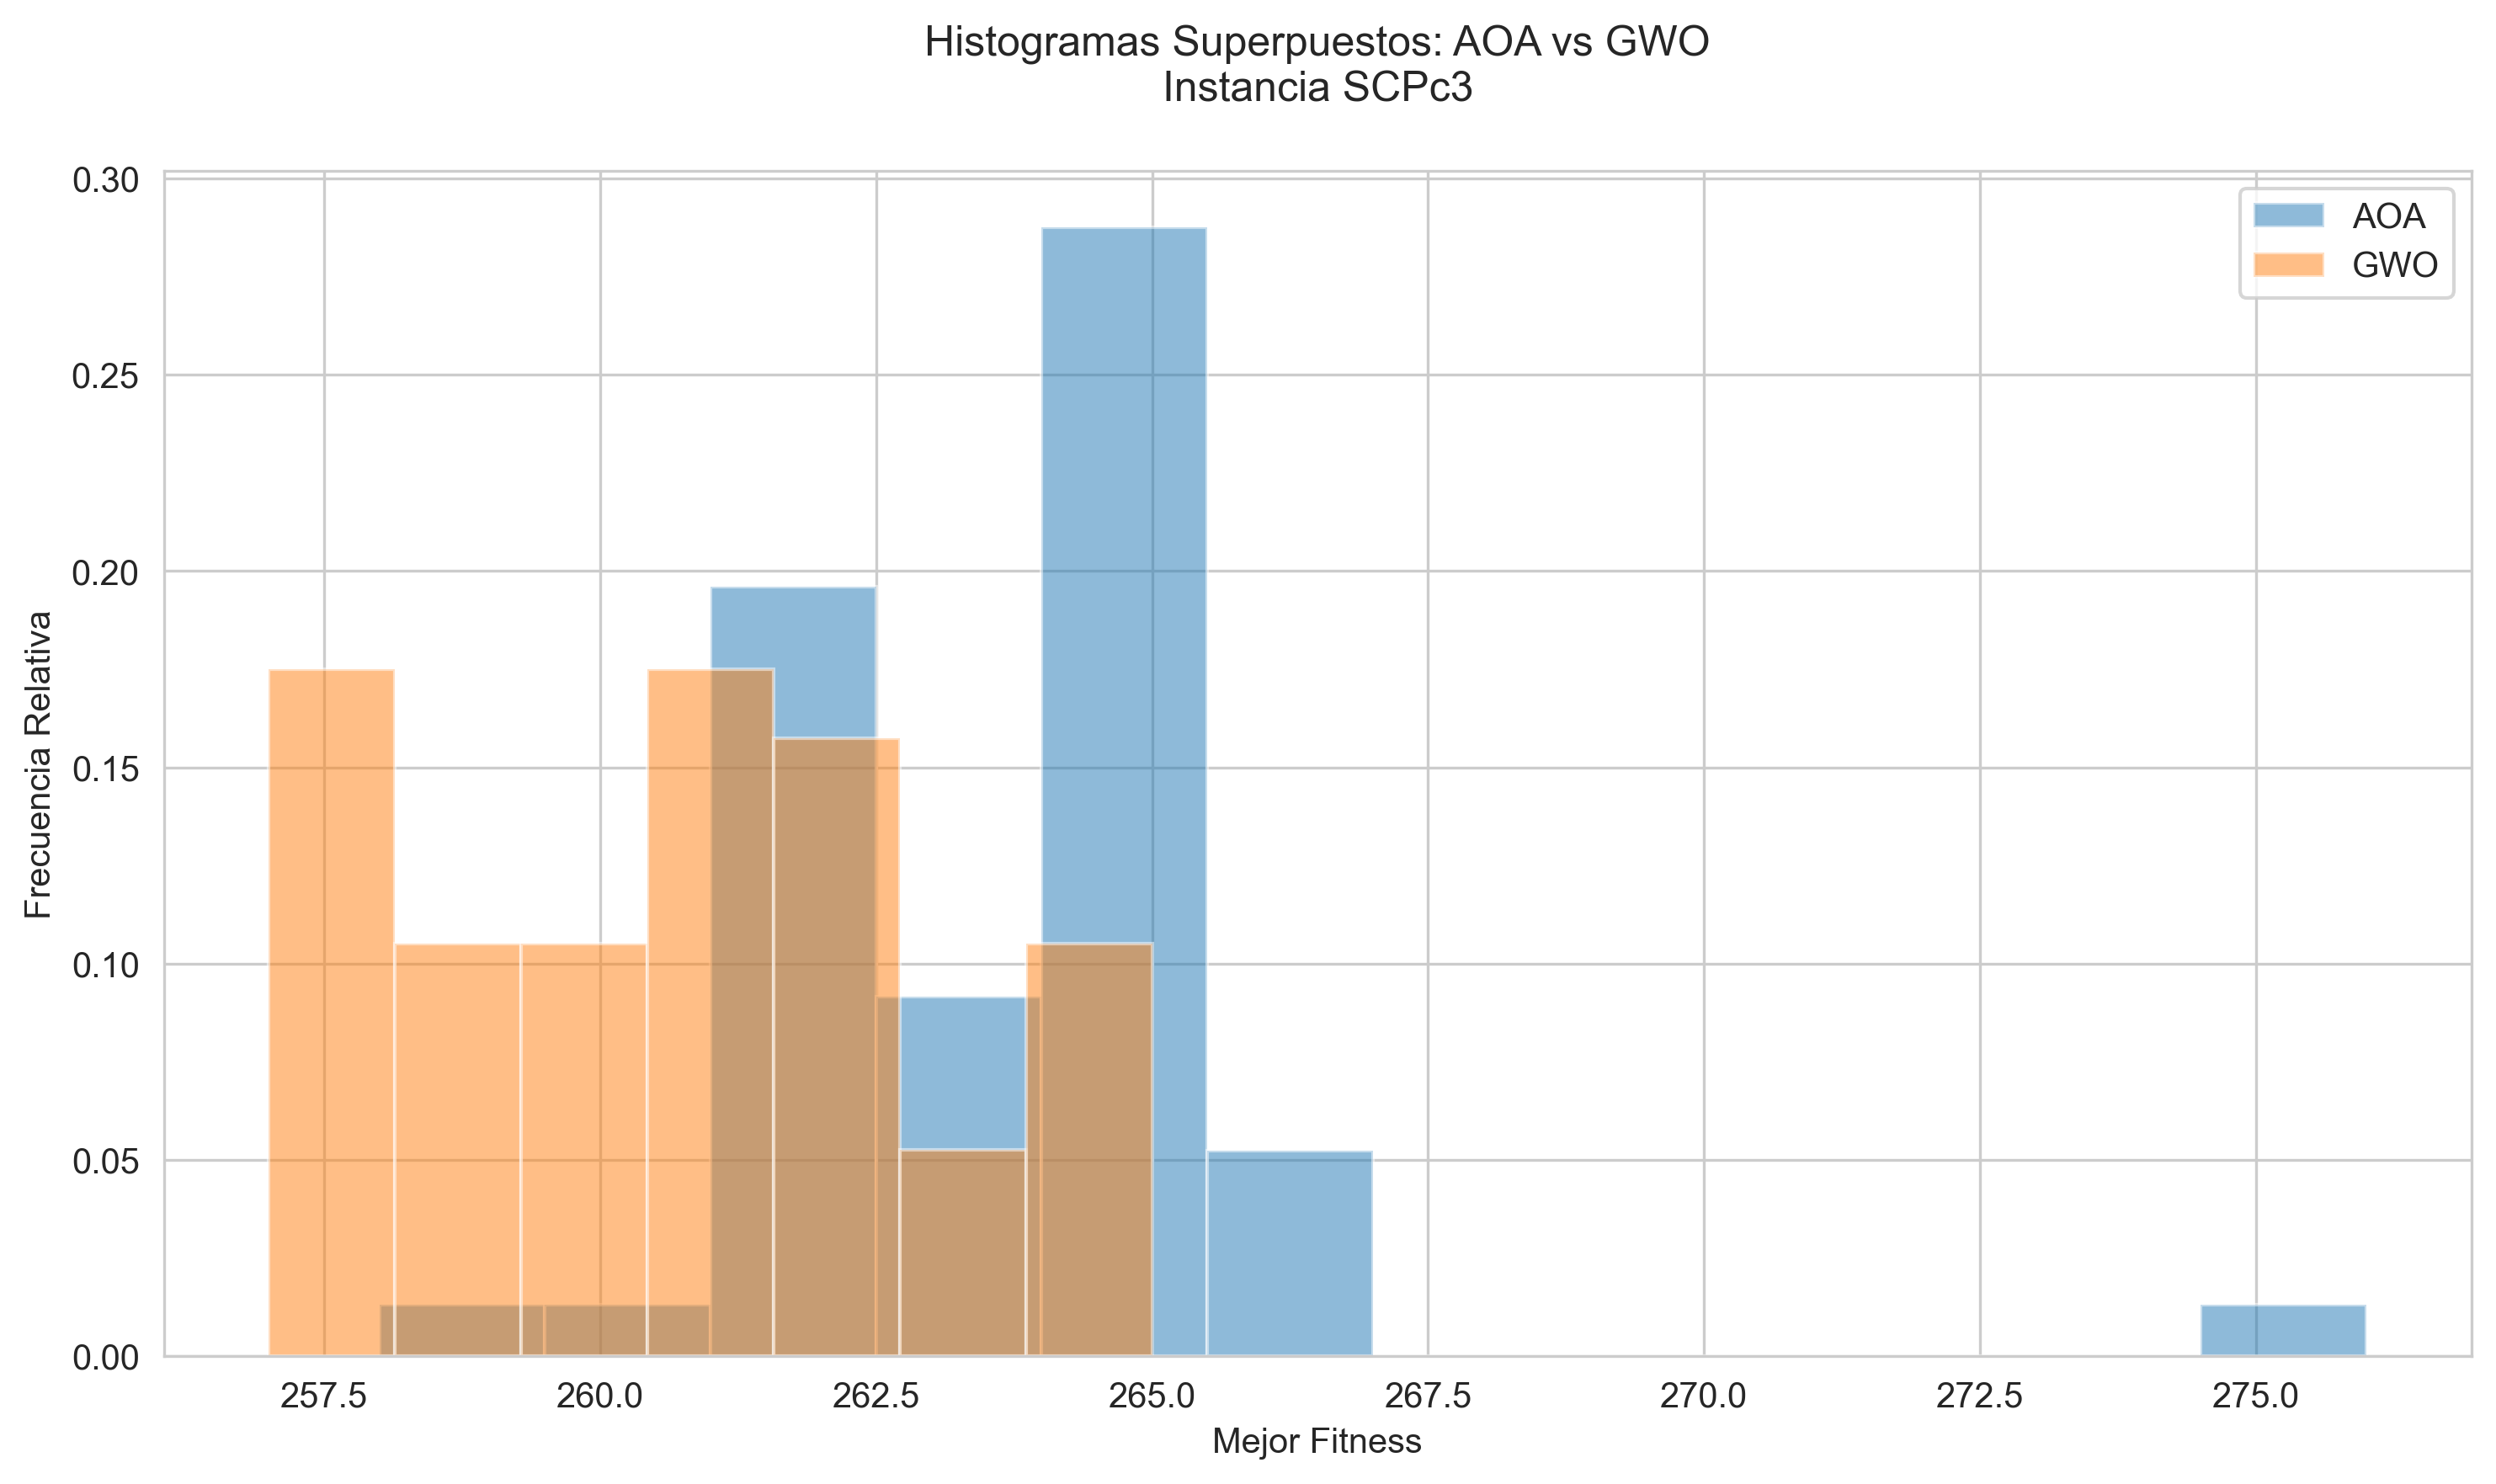 Histogramas Superpuestos: AOA vs GWO
Instancia SCPc3
AOA
GWO
Frecuencia Relativa
0.30
0.25
0.20
0.15
0.10
0.05
0.00
257.5
260.0
262.5
265.0
267.5
270.0
272.5
275.0
Mejor Fitness